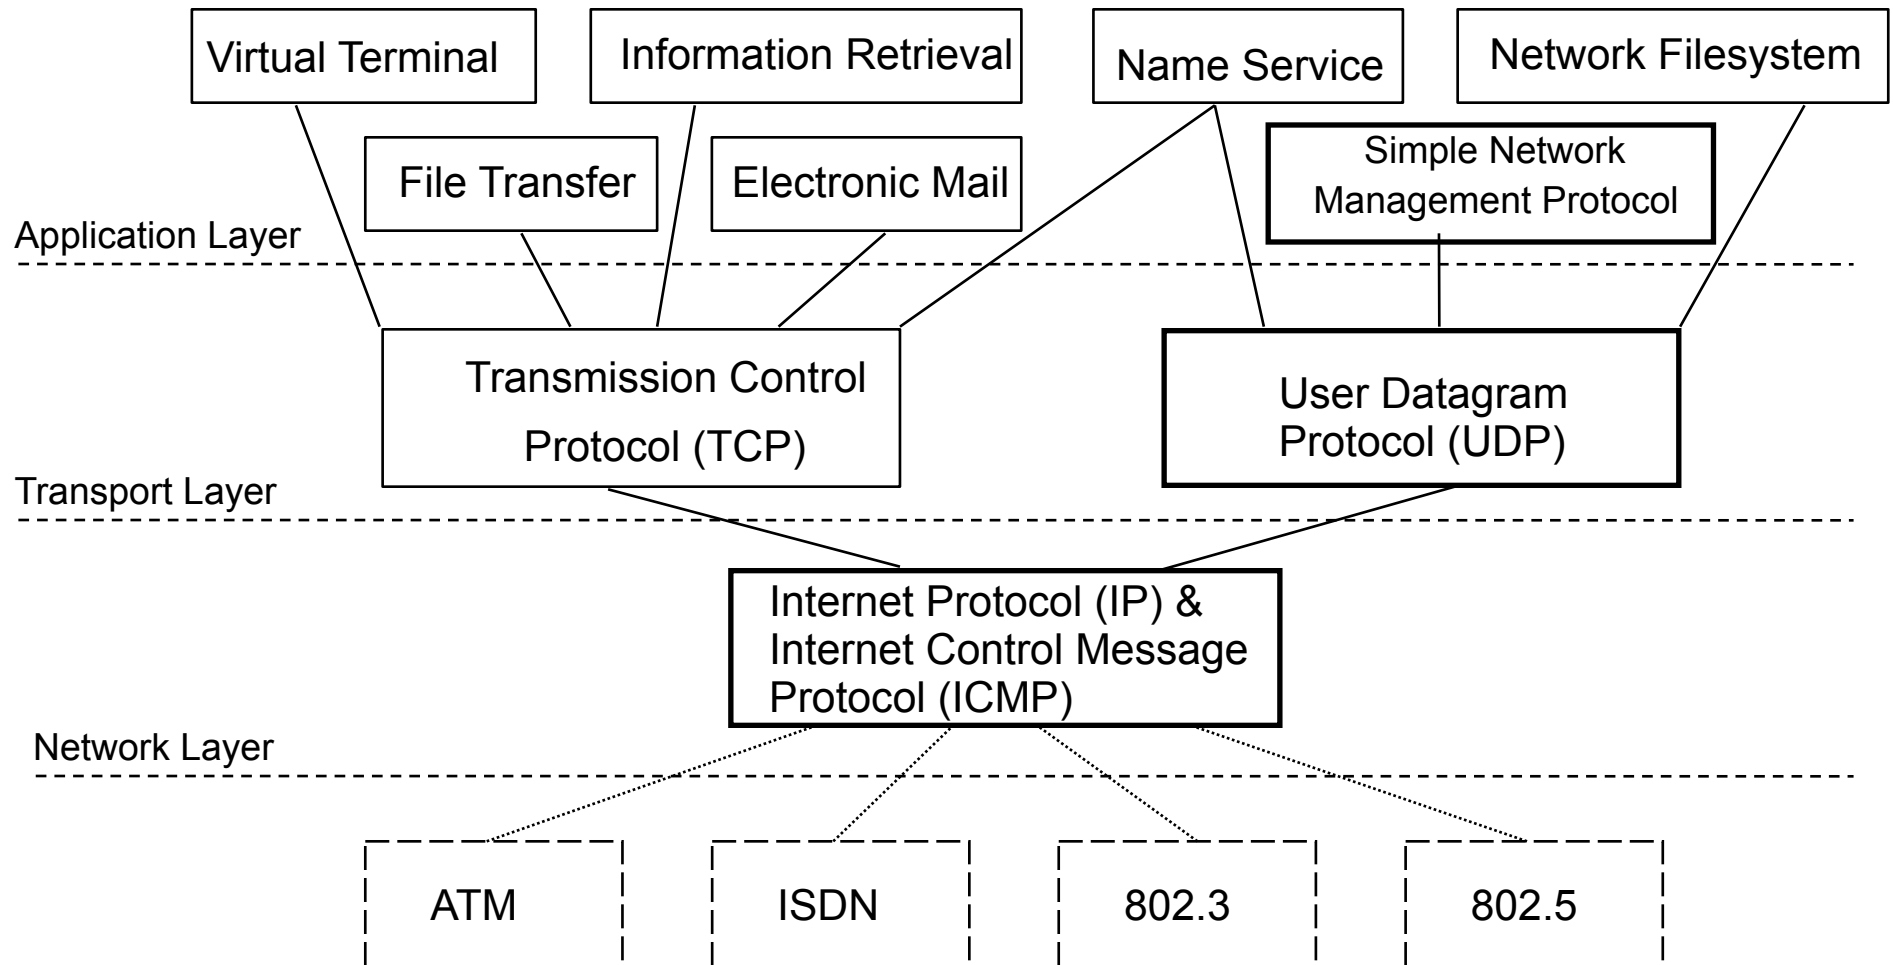 Virtual Terminal
Information Retrieval
Name Service
Network Filesystem
File Transfer
Electronic Mail
Simple Network
Management Protocol
Application Layer
Transmission Control
Protocol (TCP)
User Datagram
Protocol (UDP)
Transport Layer
Internet Protocol (IP) &
Internet Control Message
Protocol (ICMP)
Network Layer
ATM
ISDN
802.3
802.5